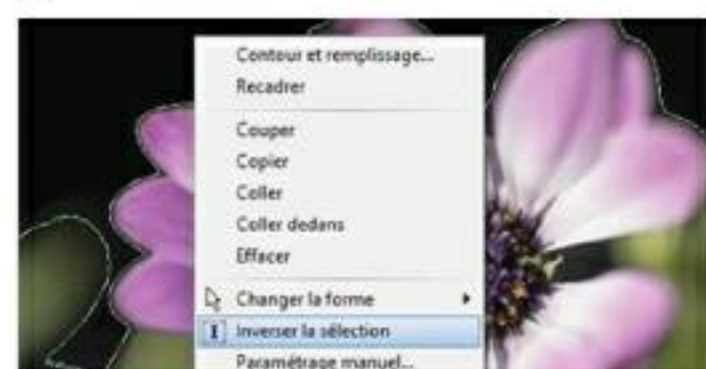 Contour et remplissage...
Recadrer
Couper
Copier
Coller
Coller dedans
Effacer
Changer la forme
I Inverser la sélection
Paramétrage manuel...